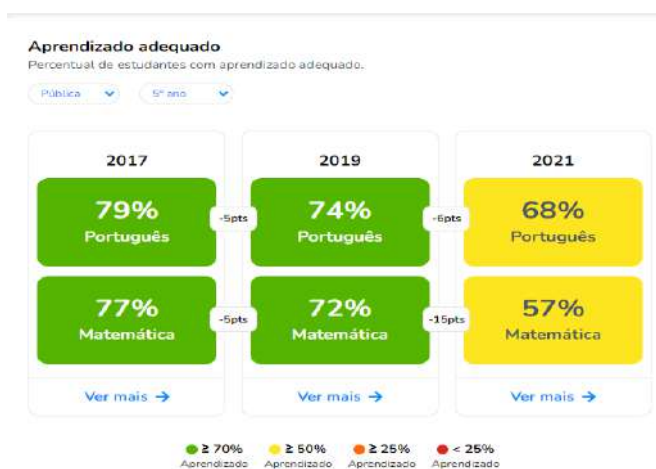 Aprendizado adequado
Percentual de estudantes com aprendizado adequado.
Pública 5º ano
2017 2019 2021
79% -5pts 74% -6pts 68%
Português Português Português
77% -5pts 72% -15pts 57%
Matemática Matemática Matemática
Ver mais → Ver mais → Ver mais →
≥ 70% ≥ 50% ≥ 25% < 25%
Aprendizado Aprendizado Aprendizado Aprendizado